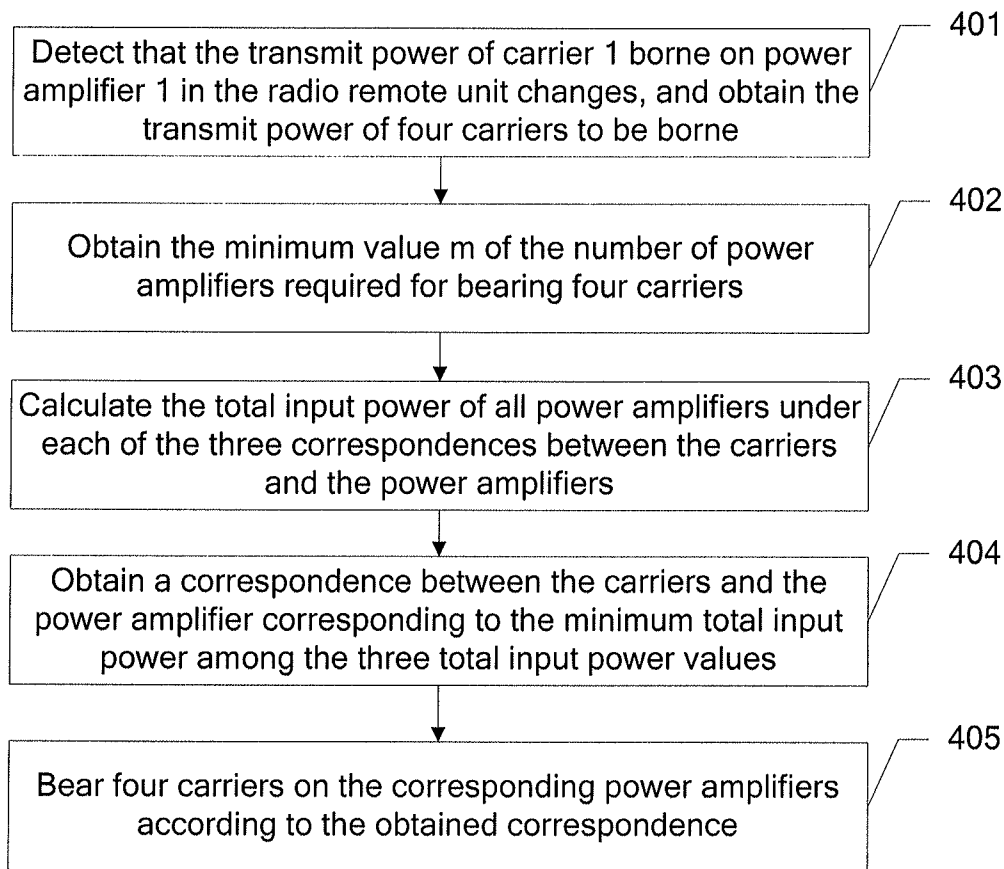 401
Detect that the transmit power of carrier 1 borne on power
amplifier 1 in the radio remote unit changes, and obtain the
transmit power of four carriers to be borne
402
Obtain the minimum value m of the number of power
amplifiers required for bearing four carriers
403
Calculate the total input power of all power amplifiers under
each of the three correspondences between the carriers
and the power amplifiers
404
Obtain a correspondence between the carriers and the
power amplifier corresponding to the minimum total input
power among the three total input power values
405
Bear four carriers on the corresponding power amplifiers
according to the obtained correspondence